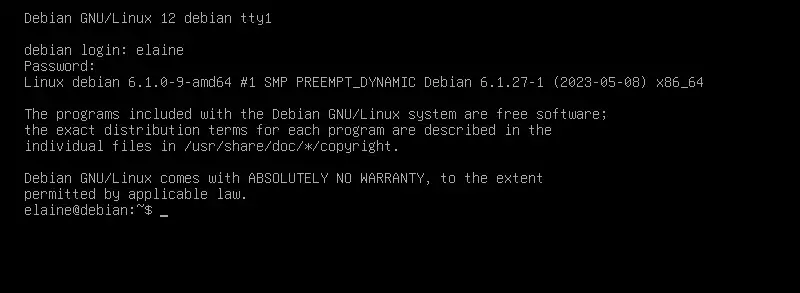 Debian GNU/Linux 12 debian tty1
debian login: elaine
Password:
Linux debian 6.1.0-9-amd64 #1 SMP PREEMPT_DYNAMIC Debian 6.1.27-1 (2023-05-08) x86_64
The programs included with the Debian GNU/Linux system are free software;
the exact distribution terms for each program are described in the
individual files in /usr/share/doc/*/copyright.
Debian GNU/Linux comes with ABSOLUTELY NO WARRANTY, to the extent
permitted by applicable law.
elaine@debian:~$ _